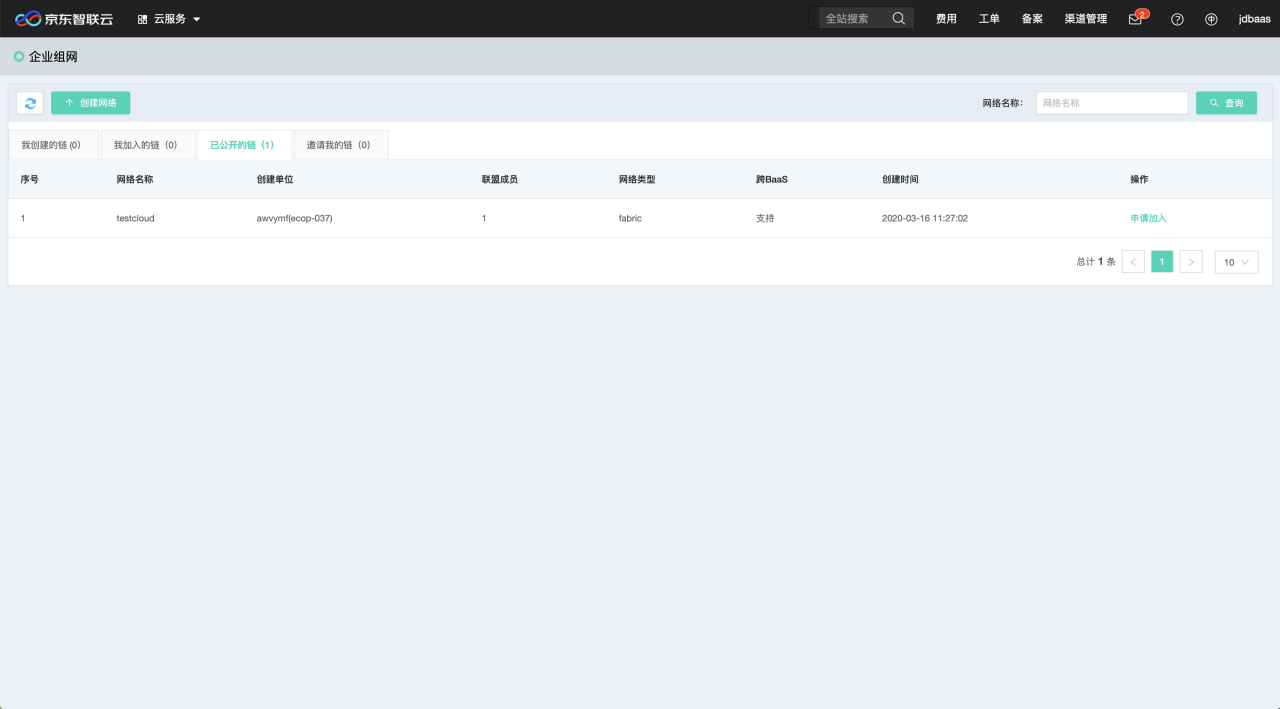 京东智联云 云服务 全站搜索 费用 工单 备案 渠道管理 2 jdbaas
企业组网
创建网络 网络名称: 网络名称 查询
我创建的链 (0) 我加入的链（0） 已公开的链（1） 邀请我的链（0）
序号 网络名称 创建单位 联盟成员 网络类型 跨BaaS 创建时间 操作
1 testcloud awvymf(ecop-037) 1 fabric 支持 2020-03-16 11:27:02 申请加入
总计 1 条 < 1 > 10